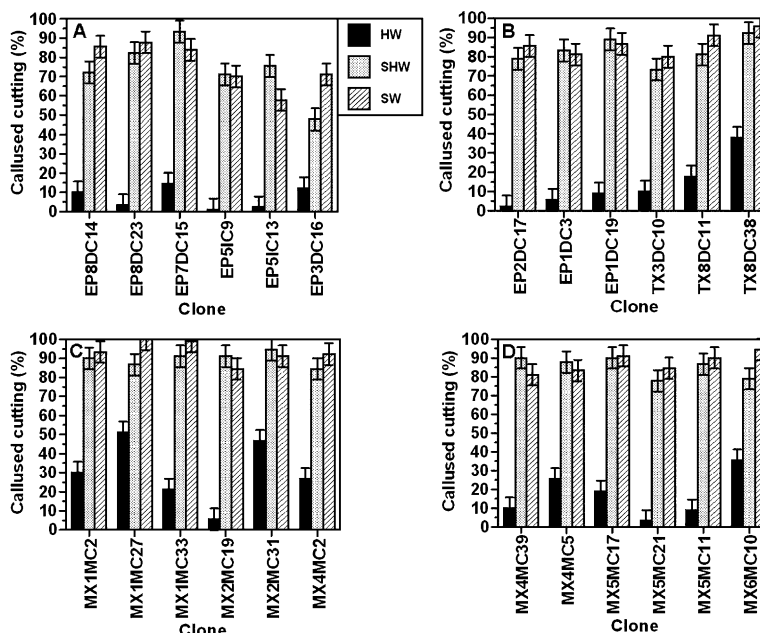 A
Callused cutting (%)
100
90
80
70
60
50
40
30
20
10
0
EP8DC14
EP8DC23
EP7DC15
EP5IC9
EP5IC13
EP3DC16
Clone
HW
SHW
SW
B
Callused cutting (%)
100
90
80
70
60
50
40
30
20
10
0
EP2DC17
EP1DC3
EP1DC19
TX3DC10
TX8DC11
TX8DC38
Clone
C
Callused cutting (%)
100
90
80
70
60
50
40
30
20
10
0
MX1MC2
MX1MC27
MX1MC33
MX2MC19
MX2MC31
MX4MC2
Clone
D
Callused cutting (%)
100
90
80
70
60
50
40
30
20
10
0
MX4MC39
MX4MC5
MX5MC17
MX5MC21
MX5MC11
MX6MC10
Clone